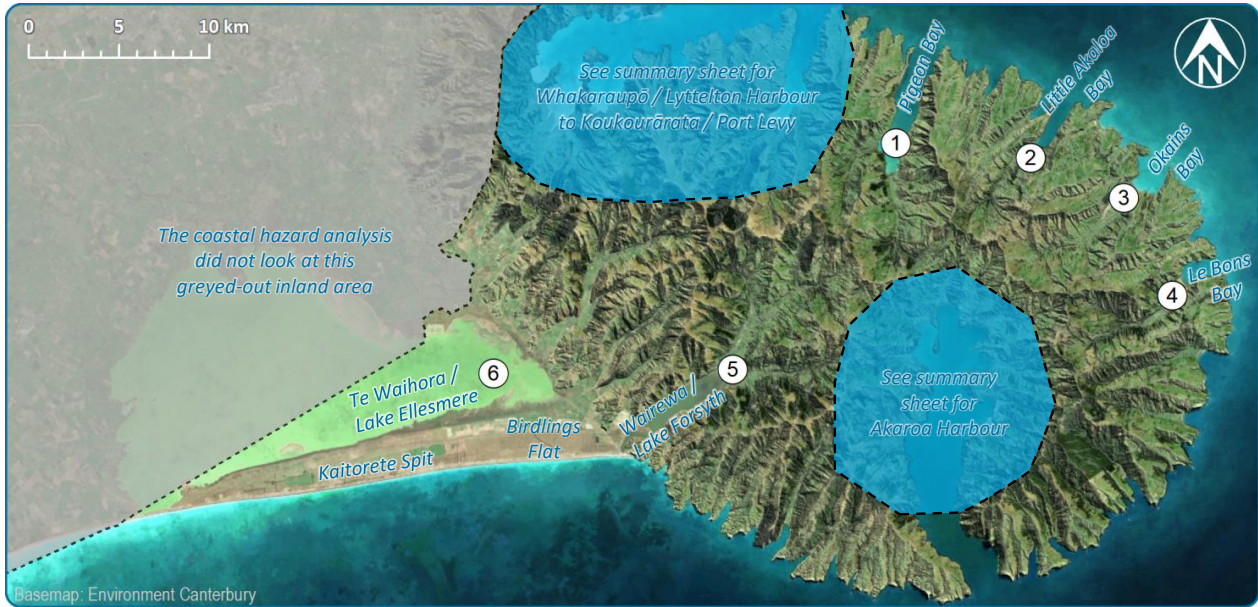 0 5 10 km
See summary sheet for
Whakaraupō / Lyttelton Harbour
to Koukourārata / Port Levy
N
Pigeon Bay
Little Akaloa
Bay
1
2
Okains
Bay
3
The coastal hazard analysis
did not look at this
greyed-out inland area
Le Bons
Bay
4
5
6
Te Waihora /
Lake Ellesmere
Wairewa /
Lake Forsyth
See summary
sheet for
Akaroa Harbour
Birdlings
Flat
Kaitorete Spit
Basemap: Environment Canterbury